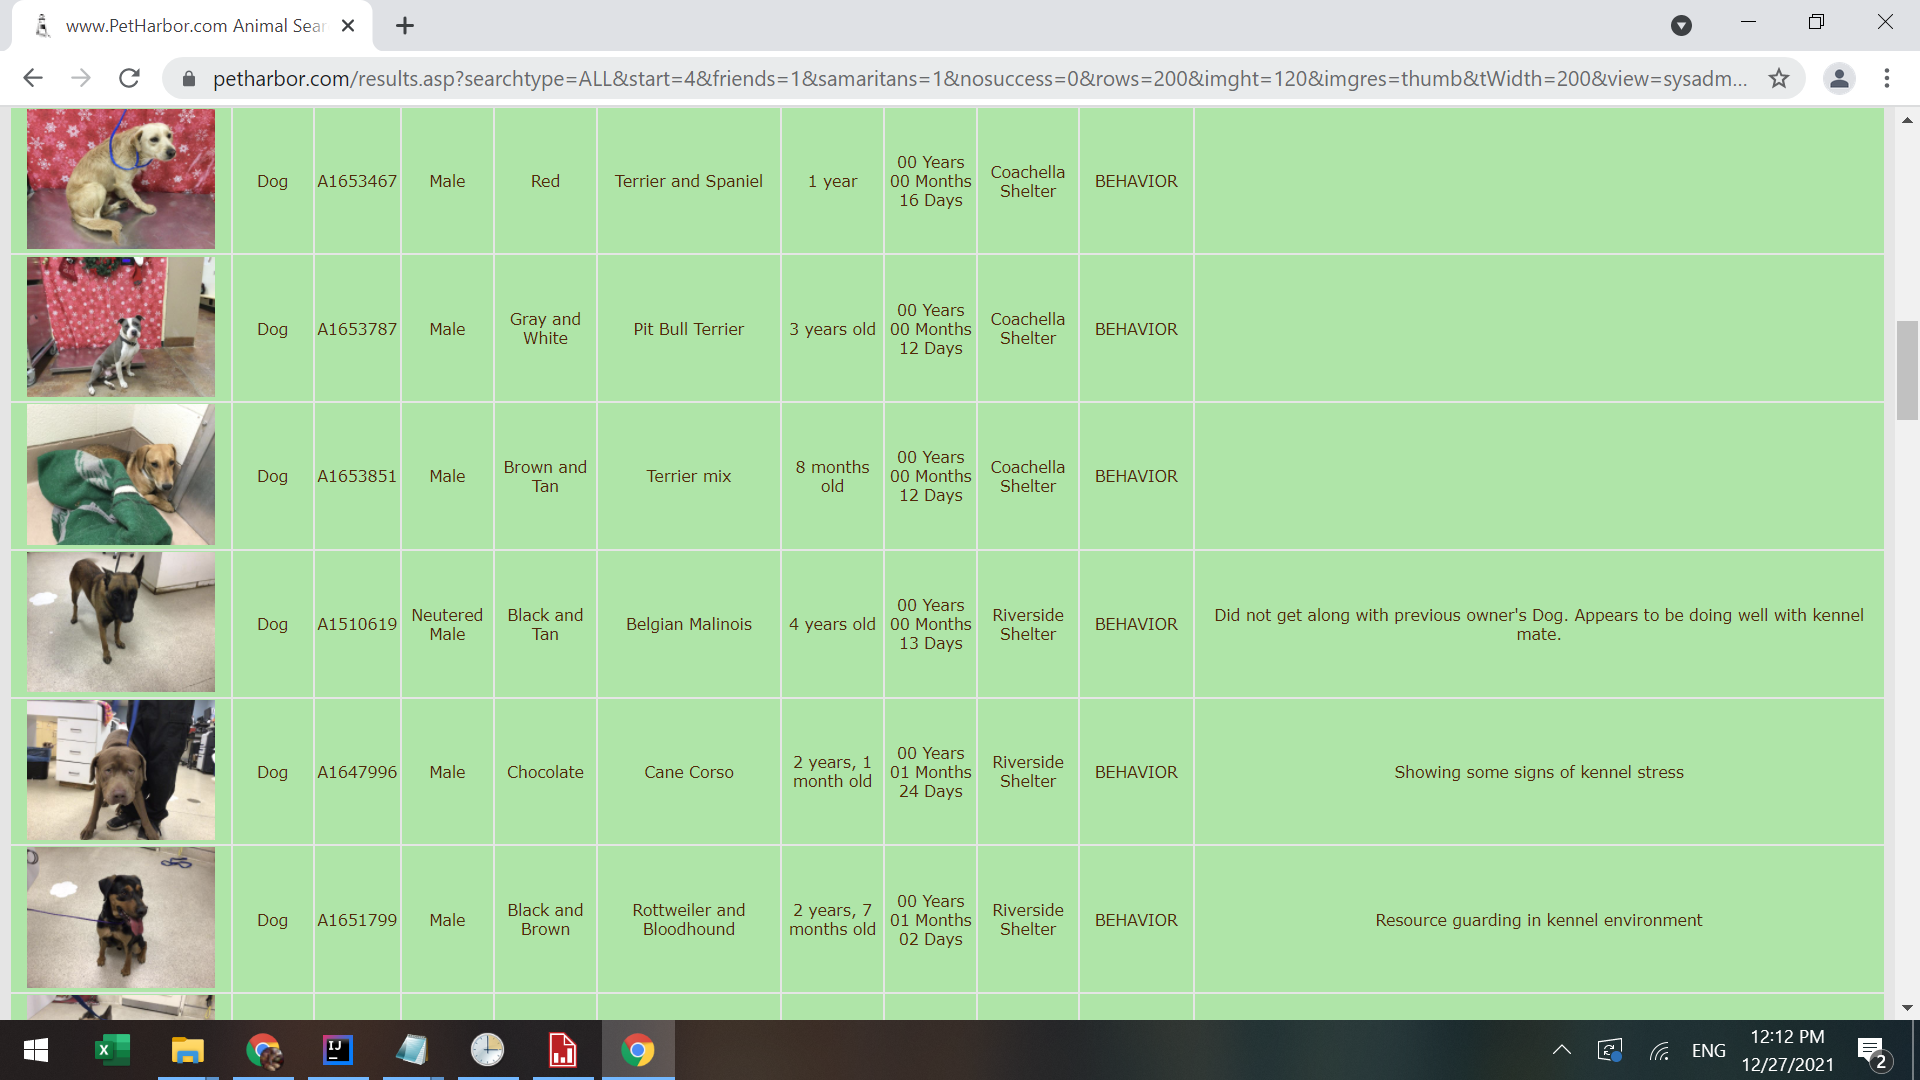 www.PetHarbor.com Animal Sear
petharbor.com/results.asp?searchtype=ALL&start=4&friends=1&samaritans=1&nosuccess=0&rows=200&imght=120&imgres=thumb&tWidth=200&view=sysadm...
Dog
A1653467
Male
Red
Terrier and Spaniel
1 year
00 Years
00 Months
16 Days
Coachella
Shelter
BEHAVIOR
Dog
A1653787
Male
Gray and
White
Pit Bull Terrier
3 years old
00 Years
00 Months
12 Days
Coachella
Shelter
BEHAVIOR
Dog
A1653851
Male
Brown and
Tan
Terrier mix
8 months
old
00 Years
00 Months
12 Days
Coachella
Shelter
BEHAVIOR
Dog
A1510619
Neutered
Male
Black and
Tan
Belgian Malinois
4 years old
00 Years
00 Months
13 Days
Riverside
Shelter
BEHAVIOR
Did not get along with previous owner's Dog. Appears to be doing well with kennel
mate.
Dog
A1647996
Male
Chocolate
Cane Corso
2 years, 1
month old
00 Years
01 Months
24 Days
Riverside
Shelter
BEHAVIOR
Showing some signs of kennel stress
Dog
A1651799
Male
Black and
Brown
Rottweiler and
Bloodhound
2 years, 7
months old
00 Years
01 Months
02 Days
Riverside
Shelter
BEHAVIOR
Resource guarding in kennel environment
X
IJ
ENG
12:12 PM
12/27/2021
2